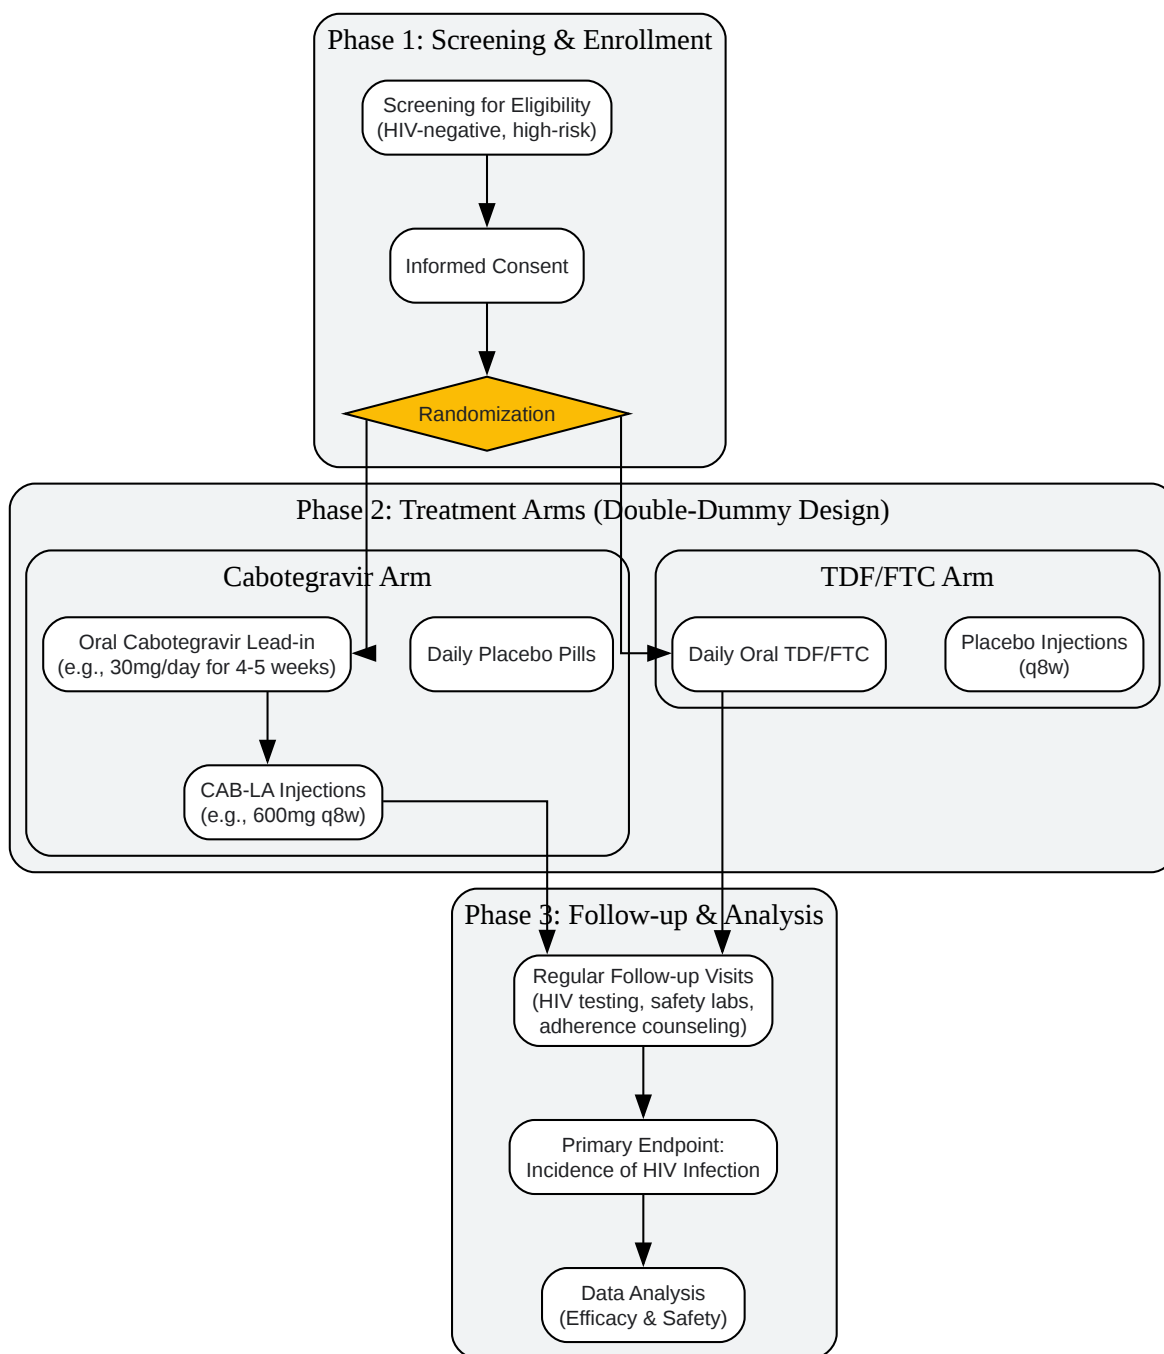 Phase 1: Screening & Enrollment
Screening for Eligibility
(HIV-negative, high-risk)
Informed Consent
Randomization
Phase 2: Treatment Arms (Double-Dummy Design)
Cabotegravir Arm
Oral Cabotegravir Lead-in
(e.g., 30mg/day for 4-5 weeks)
Daily Placebo Pills
CAB-LA Injections
(e.g., 600mg q8w)
TDF/FTC Arm
Daily Oral TDF/FTC
Placebo Injections
(q8w)
Phase 3: Follow-up & Analysis
Regular Follow-up Visits
(HIV testing, safety labs,
adherence counseling)
Primary Endpoint:
Incidence of HIV Infection
Data Analysis
(Efficacy & Safety)